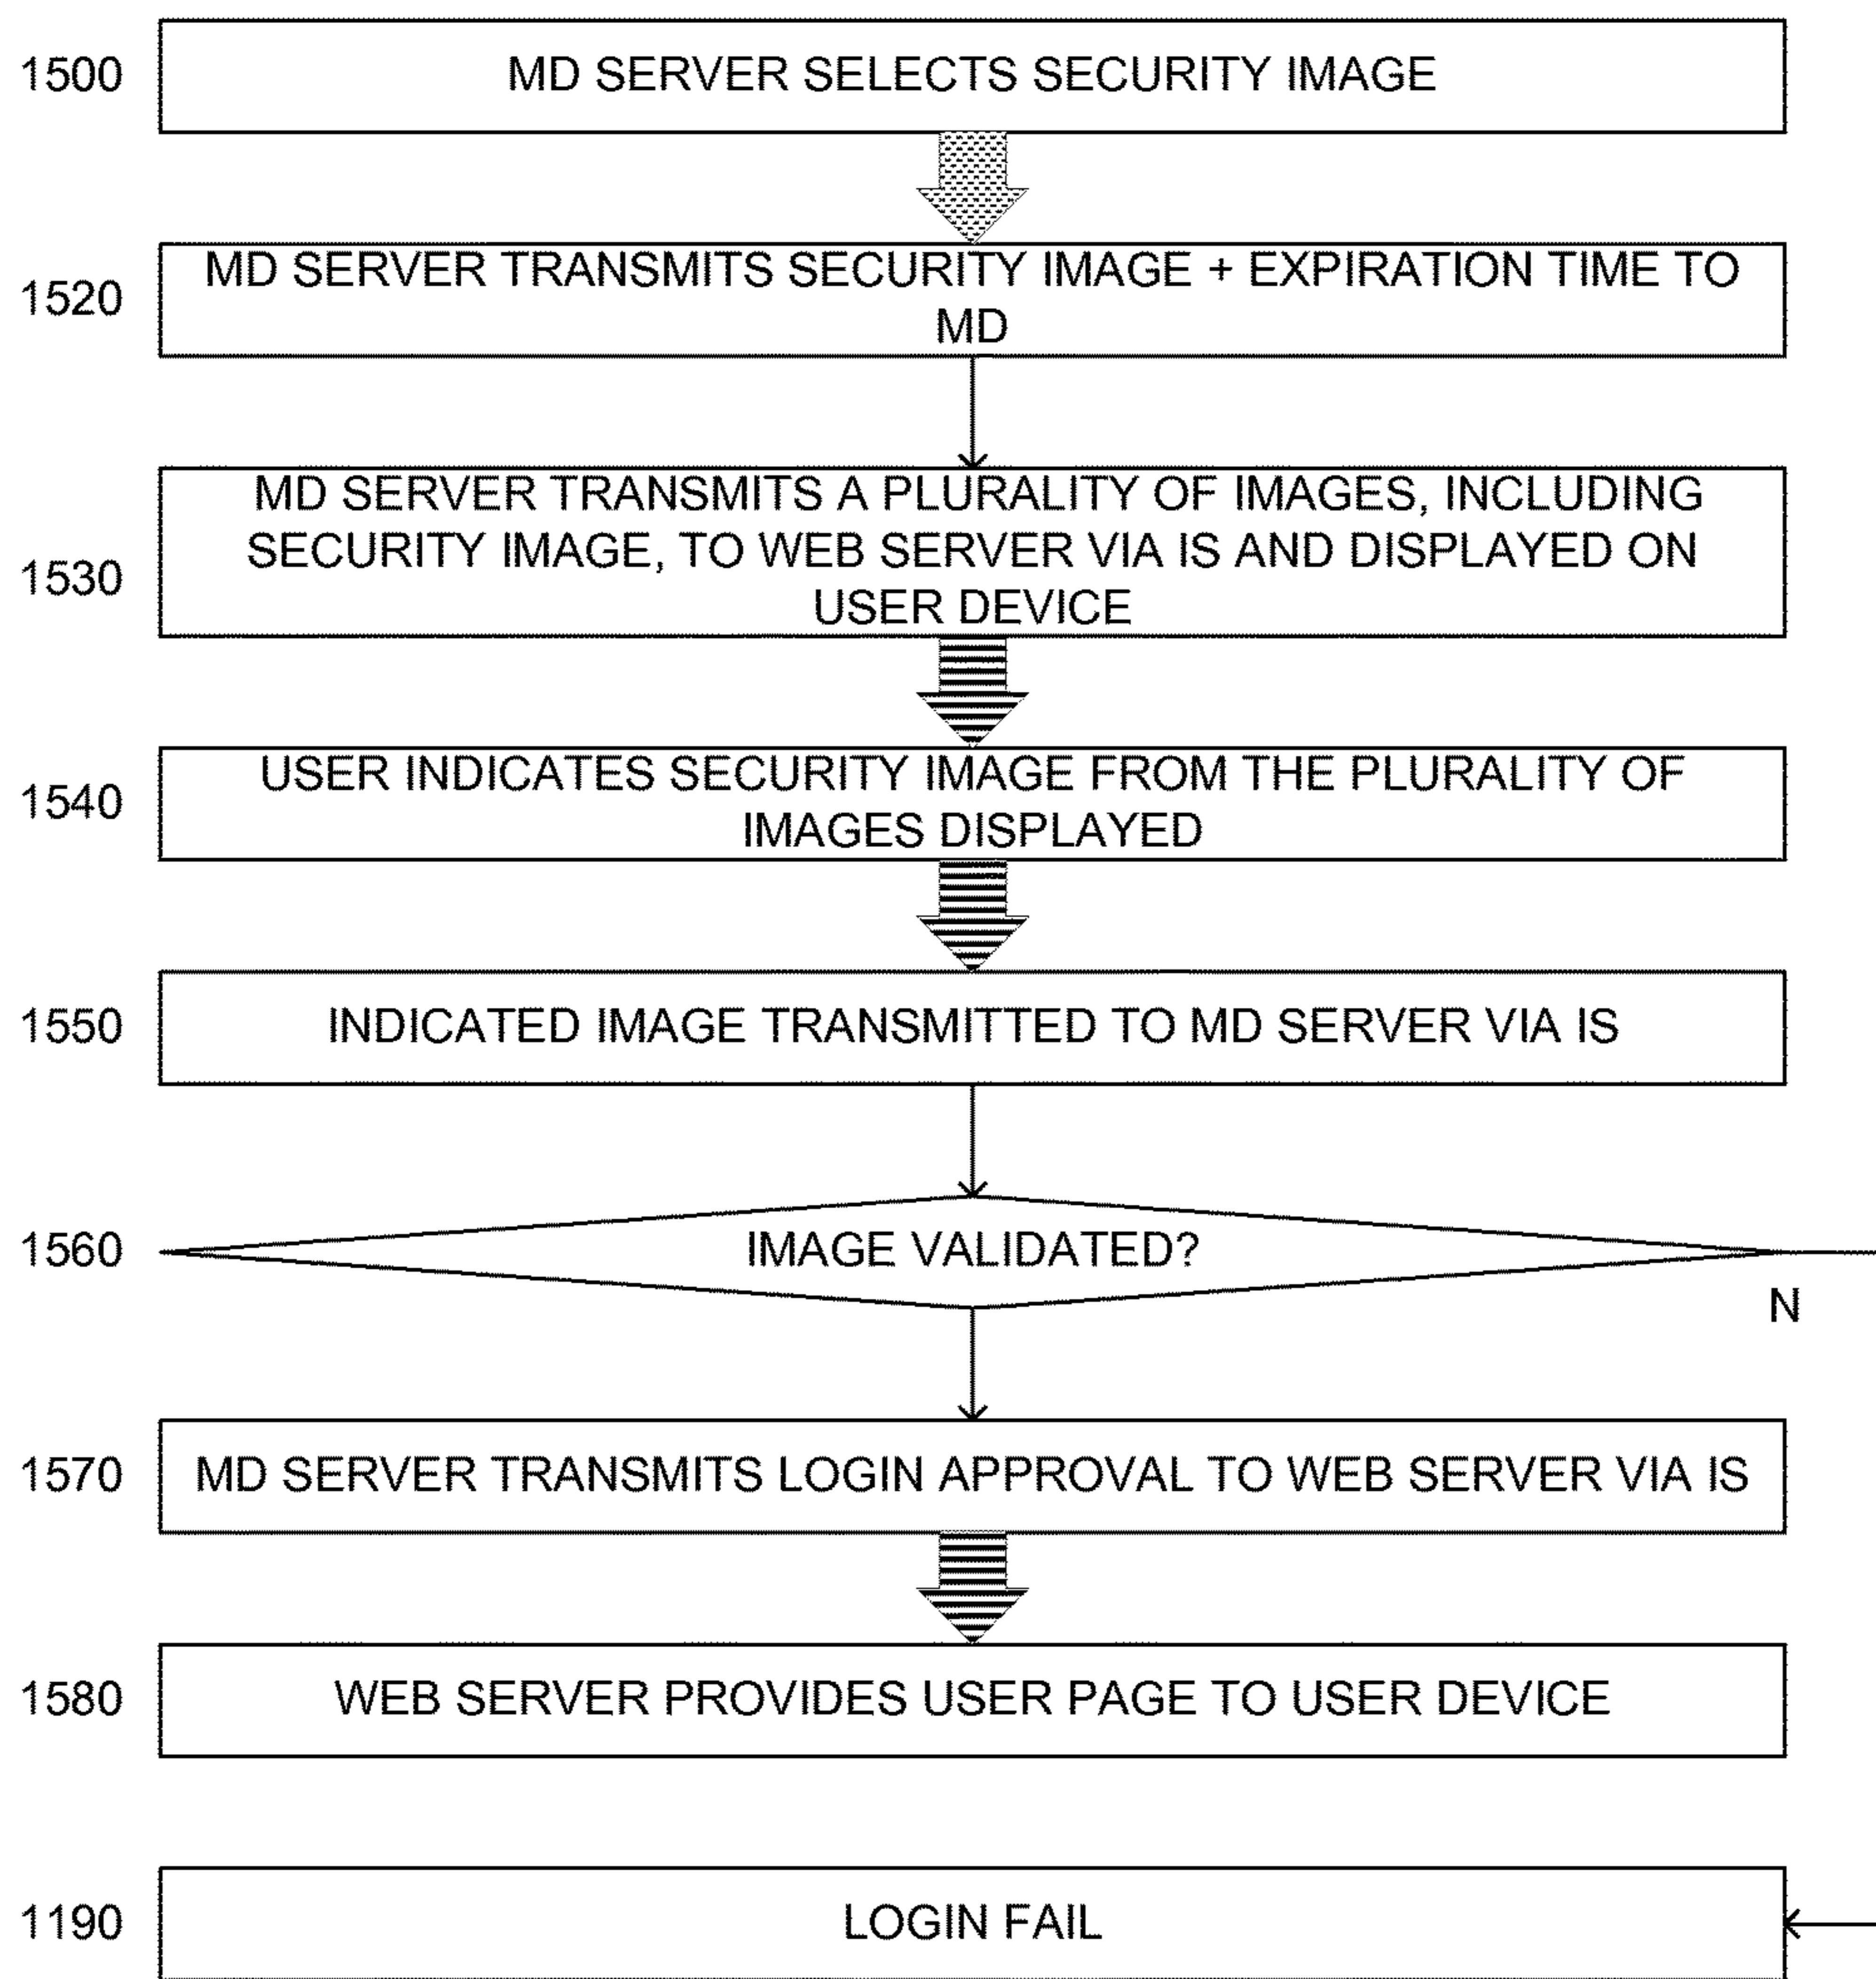 1500
MD SERVER SELECTS SECURITY IMAGE
1520
MD SERVER TRANSMITS SECURITY IMAGE + EXPIRATION TIME TO
MD
1530
MD SERVER TRANSMITS A PLURALITY OF IMAGES, INCLUDING
SECURITY IMAGE, TO WEB SERVER VIA IS AND DISPLAYED ON
USER DEVICE
1540
USER INDICATES SECURITY IMAGE FROM THE PLURALITY OF
IMAGES DISPLAYED
1550
INDICATED IMAGE TRANSMITTED TO MD SERVER VIA IS
1560
IMAGE VALIDATED?
N
1570
MD SERVER TRANSMITS LOGIN APPROVAL TO WEB SERVER VIA IS
1580
WEB SERVER PROVIDES USER PAGE TO USER DEVICE
1190
LOGIN FAIL